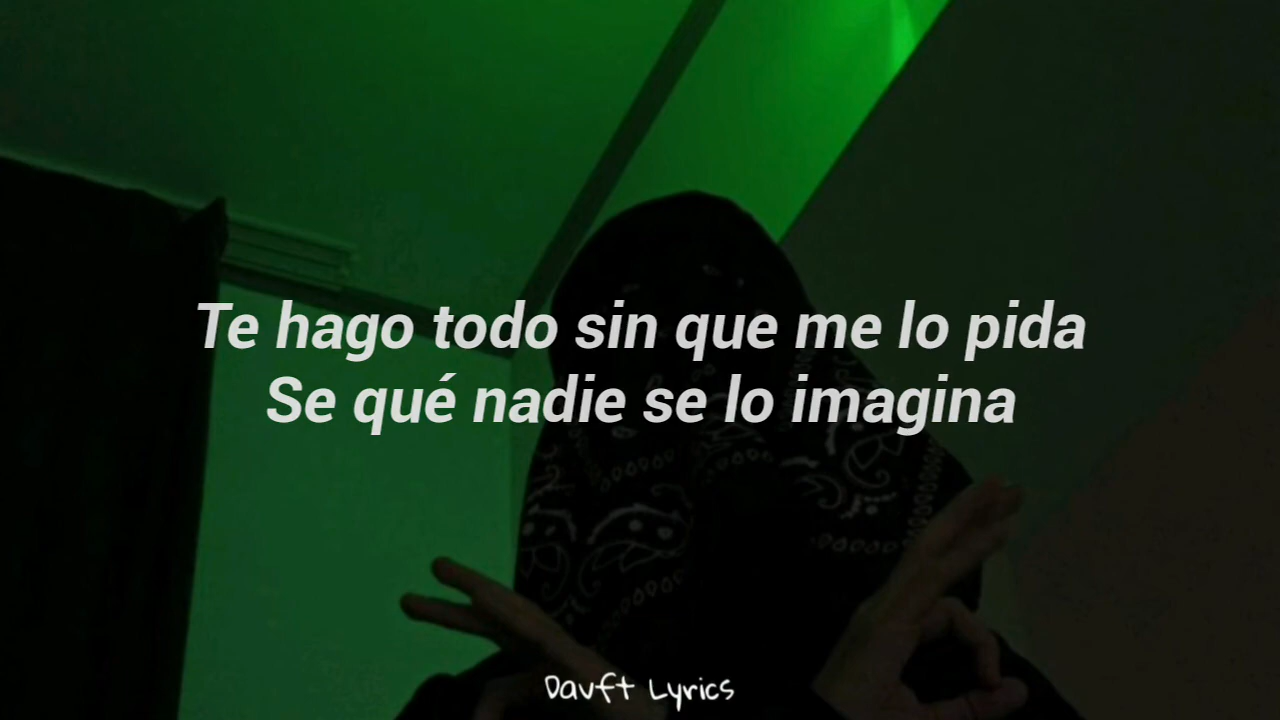 Te hago todo sin que me lo pida
Se qué nadie se lo imagina
Davft Lyrics